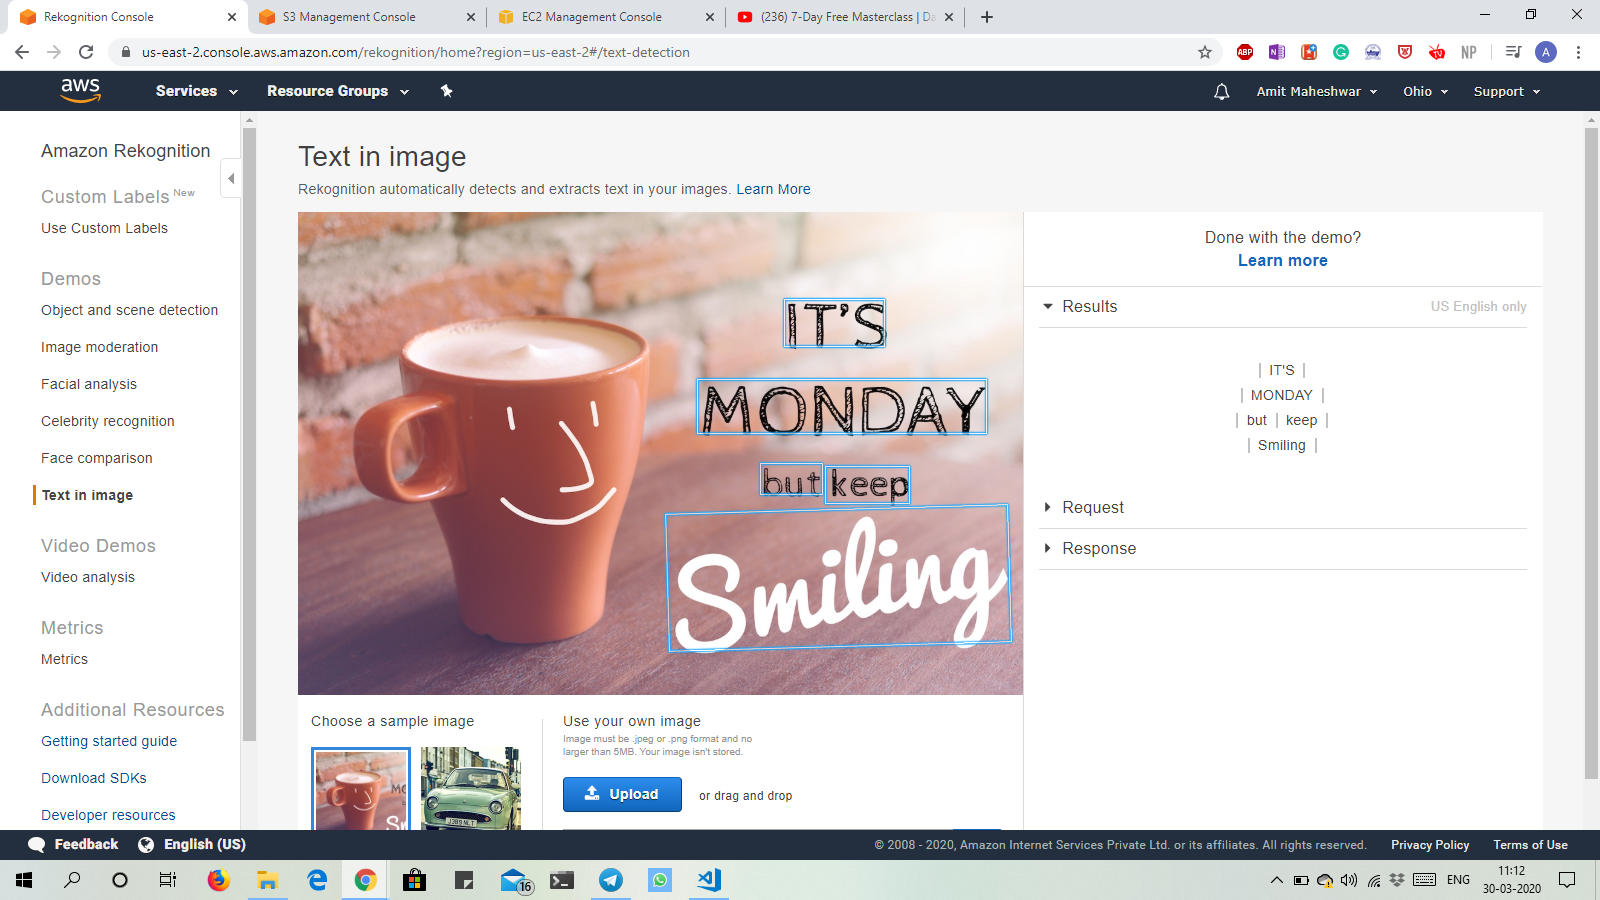 Rekognition Console
S3 Management Console
EC2 Management Console
(236) 7-Day Free Masterclass | Da
us-east-2.console.aws.amazon.com/rekognition/home?region=us-east-2#/text-detection
ABP
N
TV
NP
A
aws
Services
Resource Groups
Amit Maheshwar
Ohio
Support
Amazon Rekognition
Custom Labels New
Use Custom Labels
Demos
Object and scene detection
Image moderation
Facial analysis
Celebrity recognition
Face comparison
Text in image
Video Demos
Video analysis
Metrics
Metrics
Additional Resources
Getting started guide
Download SDKs
Developer resources
Text in image
Rekognition automatically detects and extracts text in your images. Learn More
IT'S
MONDAY
but keep
Smiling
Done with the demo?
Learn more
Results
US English only
| IT'S |
| MONDAY |
| but | keep |
| Smiling |
Request
Response
Choose a sample image
Use your own image
Image must be .jpeg or .png format and no
larger than 5MB. Your image isn't stored.
Upload
or drag and drop
Feedback
English (US)
© 2008 - 2020, Amazon Internet Services Private Ltd. or its affiliates. All rights reserved.
Privacy Policy
Terms of Use
16
ENG
11:12
30-03-2020